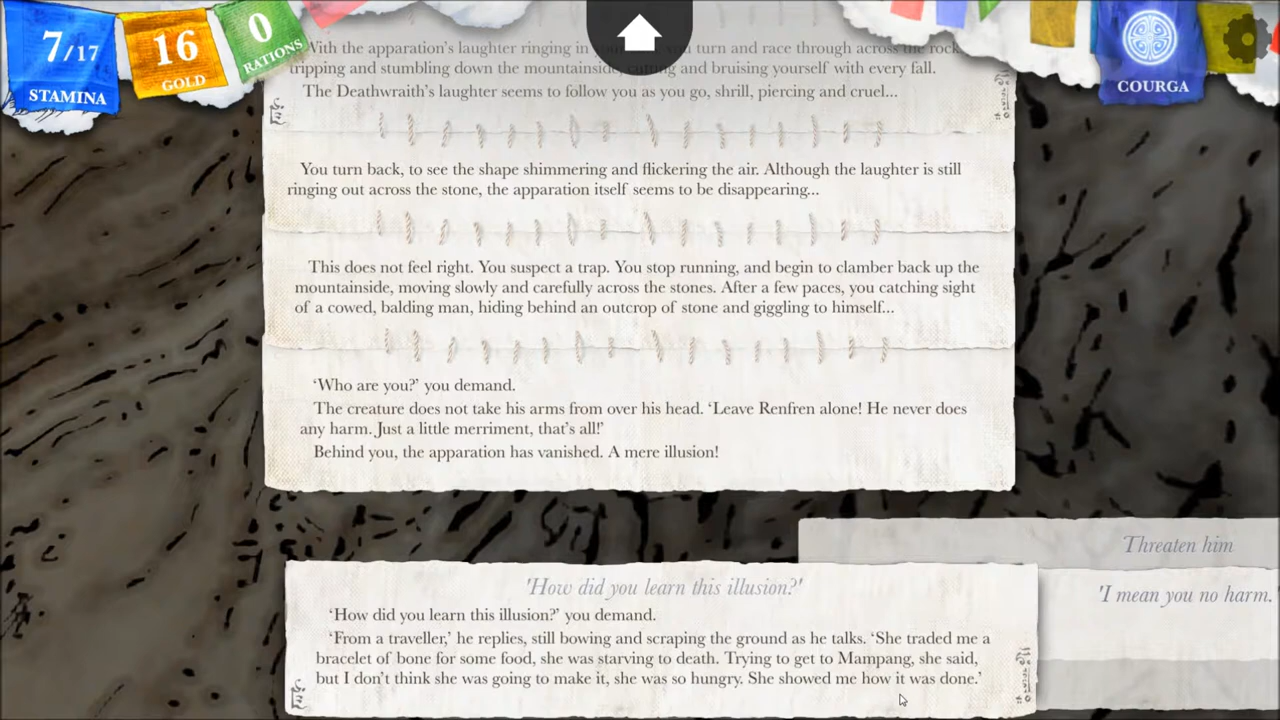 7/17
STAMINA
16
GOLD
0
RATIONS
COURGA
With the apparation's laughter ringing in you turn and race through across the rock
tripping and stumbling down the mountainside, cutting and bruising yourself with every fall.
The Deathwraith's laughter seems to follow you as you go, shrill, piercing and cruel...
You turn back, to see the shape shimmering and flickering the air. Although the laughter is still
ringing out across the stone, the apparation itself seems to be disappearing...
This does not feel right. You suspect a trap. You stop running, and begin to clamber back up the
mountainside, moving slowly and carefully across the stones. After a few paces, you catching sight
of a cowed, balding man, hiding behind an outcrop of stone and giggling to himself...
‘Who are you?’ you demand.
The creature does not take his arms from over his head. ‘Leave Renfren alone! He never does
any harm. Just a little merriment, that's all!’
Behind you, the apparation has vanished. A mere illusion!
Threaten him
'How did you learn this illusion?'
'I mean you no harm.
‘How did you learn this illusion?’ you demand.
‘From a traveller,’ he replies, still bowing and scraping the ground as he talks. ‘She traded me a
bracelet of bone for some food, she was starving to death. Trying to get to Mampang, she said,
but I don't think she was going to make it, she was so hungry. She showed me how it was done.’